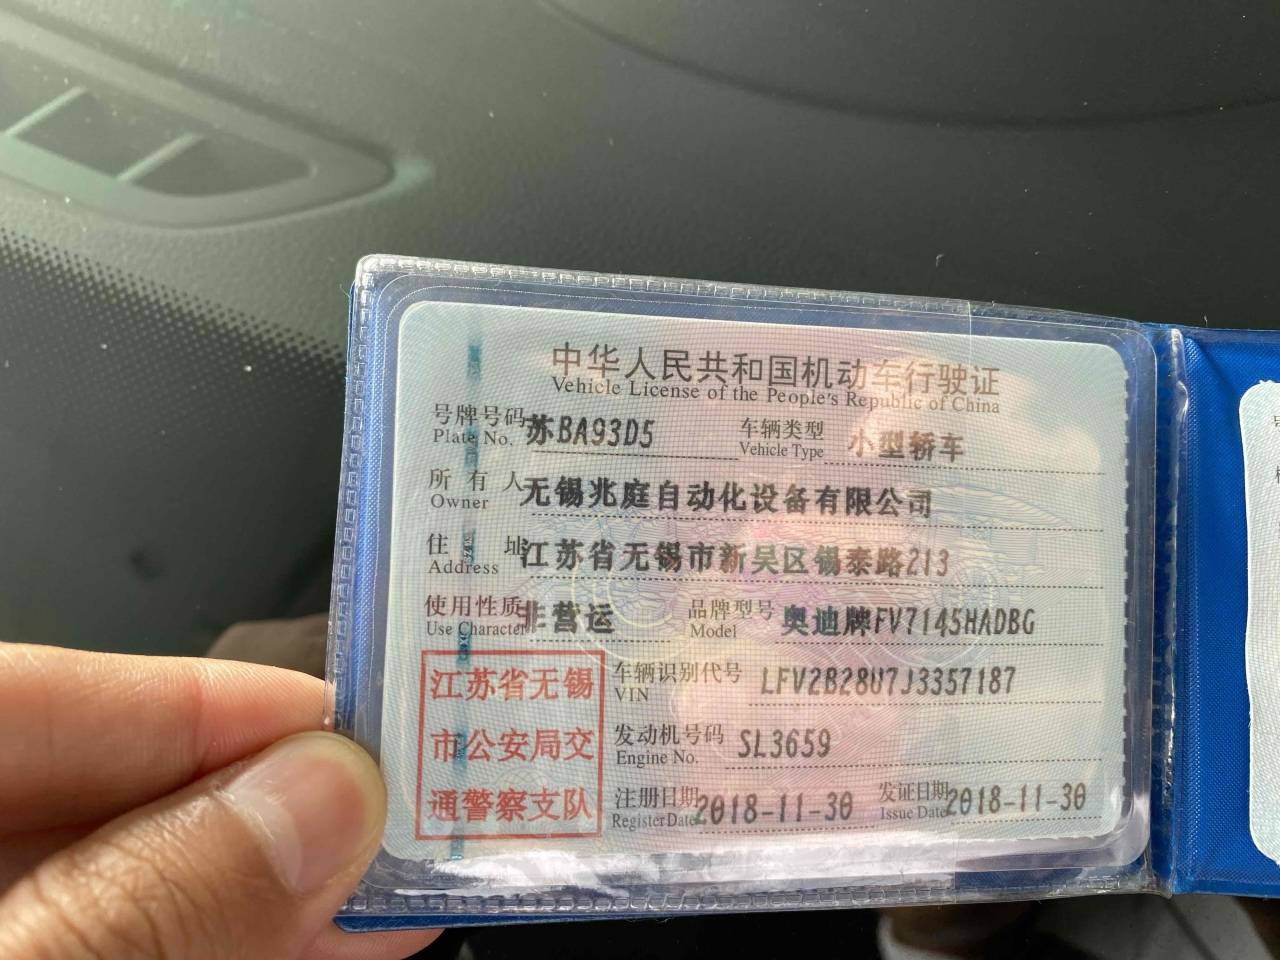 中华人民共和国机动车行驶证
Vehicle License of the People's Republic of China
号牌号码 苏BA93D5 车辆类型 小型轿车
Plate No. Vehicle Type
所有人 无锡兆庭自动化设备有限公司
Owner
住址 江苏省无锡市新吴区锡泰路213
Address
使用性质 非营运 品牌型号 奥迪牌FV7145HADBG
Use Character Model
车辆识别代号 LFV2B28U7J3357187
VIN
发动机号码 SL3659
Engine No.
注册日期 2018-11-30 发证日期 2018-11-30
Register Date Issue Date
江苏省无锡
市公安局交
通警察支队